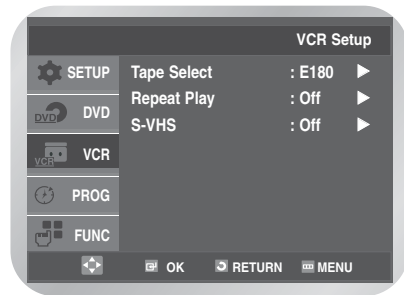 VCR Setup
SETUP
DVD DVD
VCR VCR
PROG
FUNC
Tape Select : E180
Repeat Play : Off
S-VHS : Off
OK RETURN MENU